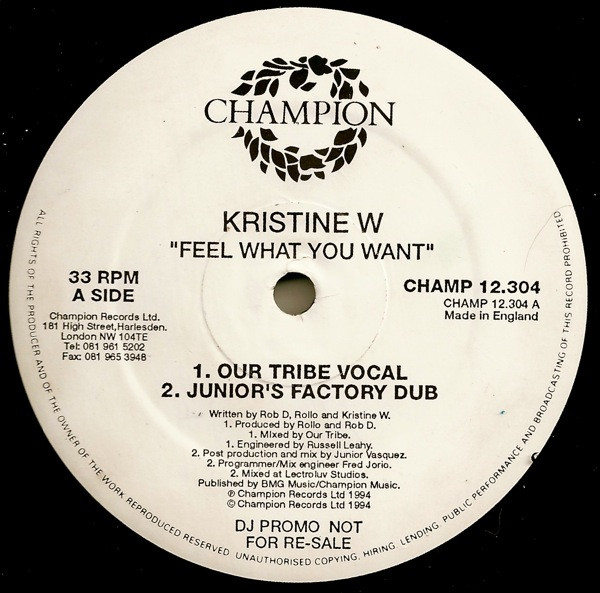 CHAMPION
KRISTINE W
"FEEL WHAT YOU WANT"
33 RPM
A SIDE
Champion Records Ltd.
181 High Street, Harlesden.
London NW 104TE
Tel: 081 961 5202
Fax: 081 965 3948
CHAMP 12.304
CHAMP 12.304 A
Made in England
1. OUR TRIBE VOCAL
2. JUNIOR'S FACTORY DUB
Written by Rob D, Rollo and Kristine W.
1. Produced by Rollo and Rob D.
1. Mixed by Our Tribe.
1. Engineered by Russell Leahy.
2. Post production and mix by Junior Vasquez.
2. Programmer/Mix engineer Fred Jorio.
2. Mixed at Lectroluv Studios.
Published by BMG Music/Champion Music.
℗ Champion Records Ltd 1994
© Champion Records Ltd 1994
DJ PROMO NOT
FOR RE-SALE
ALL RIGHTS OF THE PRODUCER AND OF THE OWNER OF THE WORK REPRODUCED RESERVED. UNAUTHORISED COPYING, HIRING, LENDING, PUBLIC PERFORMANCE AND BROADCASTING OF THIS RECORD PROHIBITED